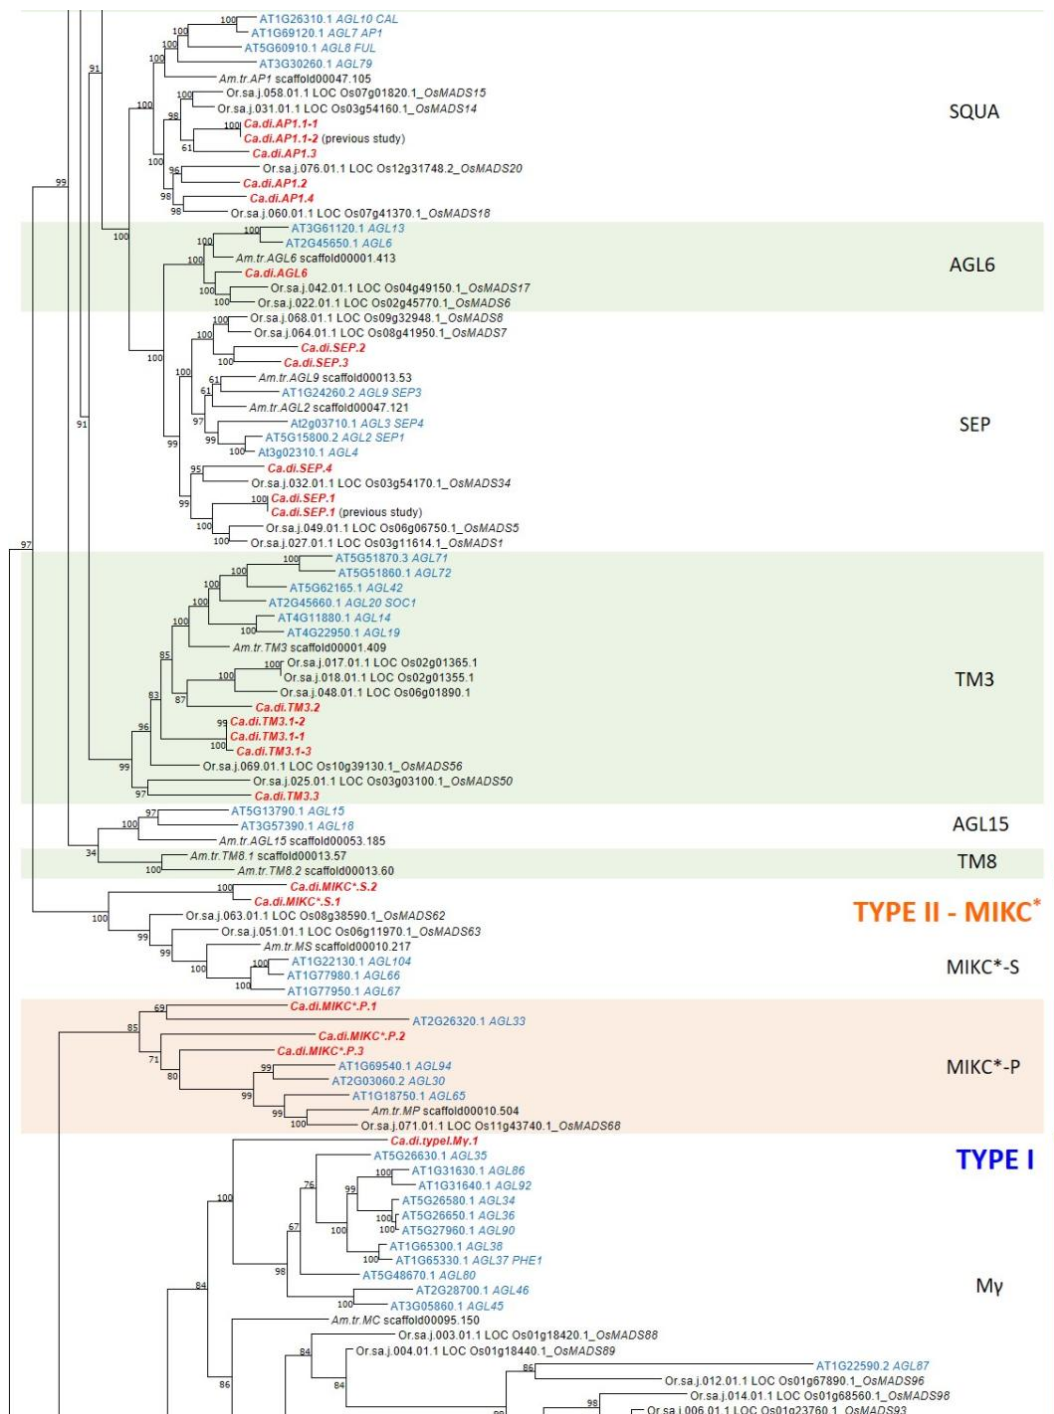 100 AT1G26310.1 AGL10 CAL
100 AT1G69120.1 AGL7 AP1
100 AT5G60910.1 AGL8 FUL
91 100 AT3G30260.1 AGL79
100 Am.tr.AP1 scaffold00047.105
100 Or.sa.j.058.01.1 LOC Os07g01820.1_OsMADS15
98 Or.sa.j.031.01.1 LOC Os03g54160.1_OsMADS14
SQUA
100 Ca.di.AP1.1-1
Ca.di.AP1.1-2 (previous study)
100 61 Ca.di.AP1.3
96 Or.sa.j.076.01.1 LOC Os12g31748.2_OsMADS20
99 Ca.di.AP1.2
98 Ca.di.AP1.4
98 Or.sa.j.060.01.1 LOC Os07g41370.1_OsMADS18
100 100 AT3G61120.1 AGL13
100 AT2G45650.1 AGL6
100 Am.tr.AGL6 scaffold00001.413
AGL6
Ca.di.AGL6
100 Or.sa.j.042.01.1 LOC Os04g49150.1_OsMADS17
100 Or.sa.j.022.01.1 LOC Os02g45770.1_OsMADS6
100 Or.sa.j.068.01.1 LOC Os09g32948.1_OsMADS8
100 Or.sa.j.064.01.1 LOC Os08g41950.1_OsMADS7
100 Ca.di.SEP.2
100 Ca.di.SEP.3
100 61 Am.tr.AGL9 scaffold00013.53
61 AT1G24260.2 AGL9 SEP3
Am.tr.AGL2 scaffold00047.121
91 97 At2g03710.1 AGL3 SEP4
SEP
99 99 AT5G15800.2 AGL2 SEP1
100 At3g02310.1 AGL4
95 Ca.di.SEP.4
Or.sa.j.032.01.1 LOC Os03g54170.1_OsMADS34
99 100 Ca.di.SEP.1
Ca.di.SEP.1 (previous study)
100 Or.sa.j.049.01.1 LOC Os06g06750.1_OsMADS5
97 100 Or.sa.j.027.01.1 LOC Os03g11614.1_OsMADS1
100 AT5G51870.3 AGL71
100 AT5G51860.1 AGL72
100 AT5G62165.1 AGL42
100 AT2G45660.1 AGL20 SOC1
100 AT4G11880.1 AGL14
100 AT4G22950.1 AGL19
85 Am.tr.TM3 scaffold00001.409
100 Or.sa.j.017.01.1 LOC Os02g01365.1
100 Or.sa.j.018.01.1 LOC Os02g01355.1
TM3
83 87 Or.sa.j.048.01.1 LOC Os06g01890.1
Ca.di.TM3.2
96 99 Ca.di.TM3.1-2
100 Ca.di.TM3.1-1
Ca.di.TM3.1-3
99 Or.sa.j.069.01.1 LOC Os10g39130.1_OsMADS56
Or.sa.j.025.01.1 LOC Os03g03100.1_OsMADS50
97 Ca.di.TM3.3
97 AT5G13790.1 AGL15
100 AT3G57390.1 AGL18
AGL15
Am.tr.AGL15 scaffold00053.185
34 Am.tr.TM8.1 scaffold00013.57
TM8
100 Am.tr.TM8.2 scaffold00013.60
100 Ca.di.MIKC*.S.2
Ca.di.MIKC*.S.1
TYPE II - MIKC*
100 Or.sa.j.063.01.1 LOC Os08g38590.1_OsMADS62
99 Or.sa.j.051.01.1 LOC Os06g11970.1_OsMADS63
99 Am.tr.MS scaffold00010.217
100 100 AT1G22130.1 AGL104
MIKC*-S
100 AT1G77980.1 AGL66
AT1G77950.1 AGL67
69 Ca.di.MIKC*.P.1
85 AT2G26320.1 AGL33
Ca.di.MIKC*.P.2
71 Ca.di.MIKC*.P.3
80 99 AT1G69540.1 AGL94
MIKC*-P
99 AT2G03060.2 AGL30
AT1G18750.1 AGL65
99 Am.tr.MP scaffold00010.504
100 Or.sa.j.071.01.1 LOC Os11g43740.1_OsMADS68
Ca.di.typeI.Mγ.1
TYPE I
AT5G26630.1 AGL35
100 AT1G31630.1 AGL86
100 76 99 AT1G31640.1 AGL92
AT5G26580.1 AGL34
100 AT5G26650.1 AGL36
67 100 100 AT5G27960.1 AGL90
AT1G65300.1 AGL38
100 AT1G65330.1 AGL37 PHE1
98 AT5G48670.1 AGL80
84 AT2G28700.1 AGL46
Mγ
100 AT3G05860.1 AGL45
Am.tr.MC scaffold00095.150
Or.sa.j.003.01.1 LOC Os01g18420.1_OsMADS88
84 Or.sa.j.004.01.1 LOC Os01g18440.1_OsMADS89
86 AT1G22590.2 AGL87
86 84 Or.sa.j.012.01.1 LOC Os01g67890.1_OsMADS96
Or.sa.j.014.01.1 LOC Os01g68560.1_OsMADS98
98 Or.sa.j.006.01.1 LOC Os01g23760.1_OsMADS93